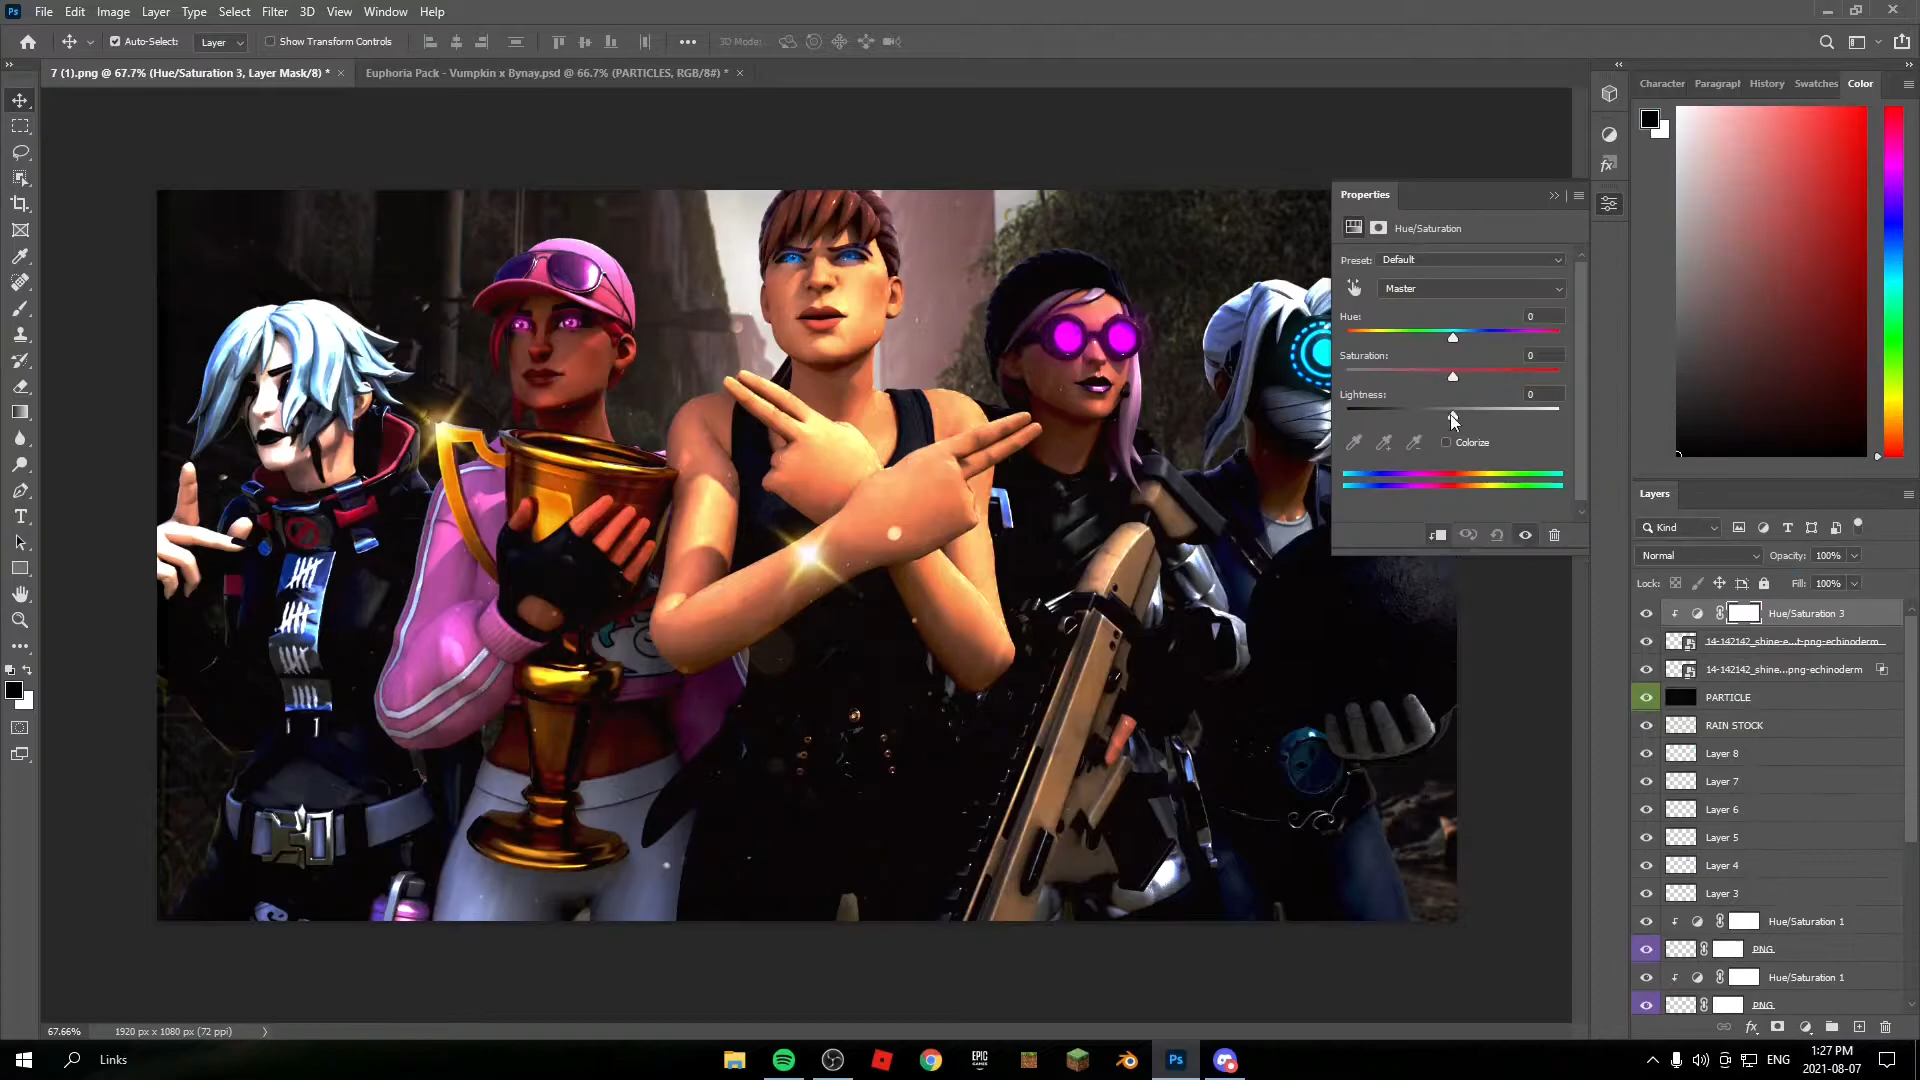 Ps File Edit Image Layer Type Select Filter 3D View Window Help
Auto-Select: Layer Show Transform Controls 3D Mode:
7 (1).png @ 67.7% (Hue/Saturation 3, Layer Mask/8) * Euphoria Pack - Vumpkin x Bynay.psd @ 66.7% (PARTICLES, RGB/8#) *
Character Paragraph History Swatches Color
Properties
Hue/Saturation
Preset: Default
Master
Hue: 0
Saturation: 0
Lightness: 0
Colorize
Layers
Kind
Normal Opacity: 100%
Lock: Fill: 100%
Hue/Saturation 3
14-142142_shine-e...t-png-echinoderm
14-142142_shine...png-echinoderm
PARTICLE
RAIN STOCK
Layer 8
Layer 7
Layer 6
Layer 5
Layer 4
Layer 3
Hue/Saturation 1
PNG
Hue/Saturation 1
PNG
67.66% 1920 px x 1080 px (72 ppi)
Links
EPIC GAMES
Ps
ENG
1:27 PM
2021-08-07